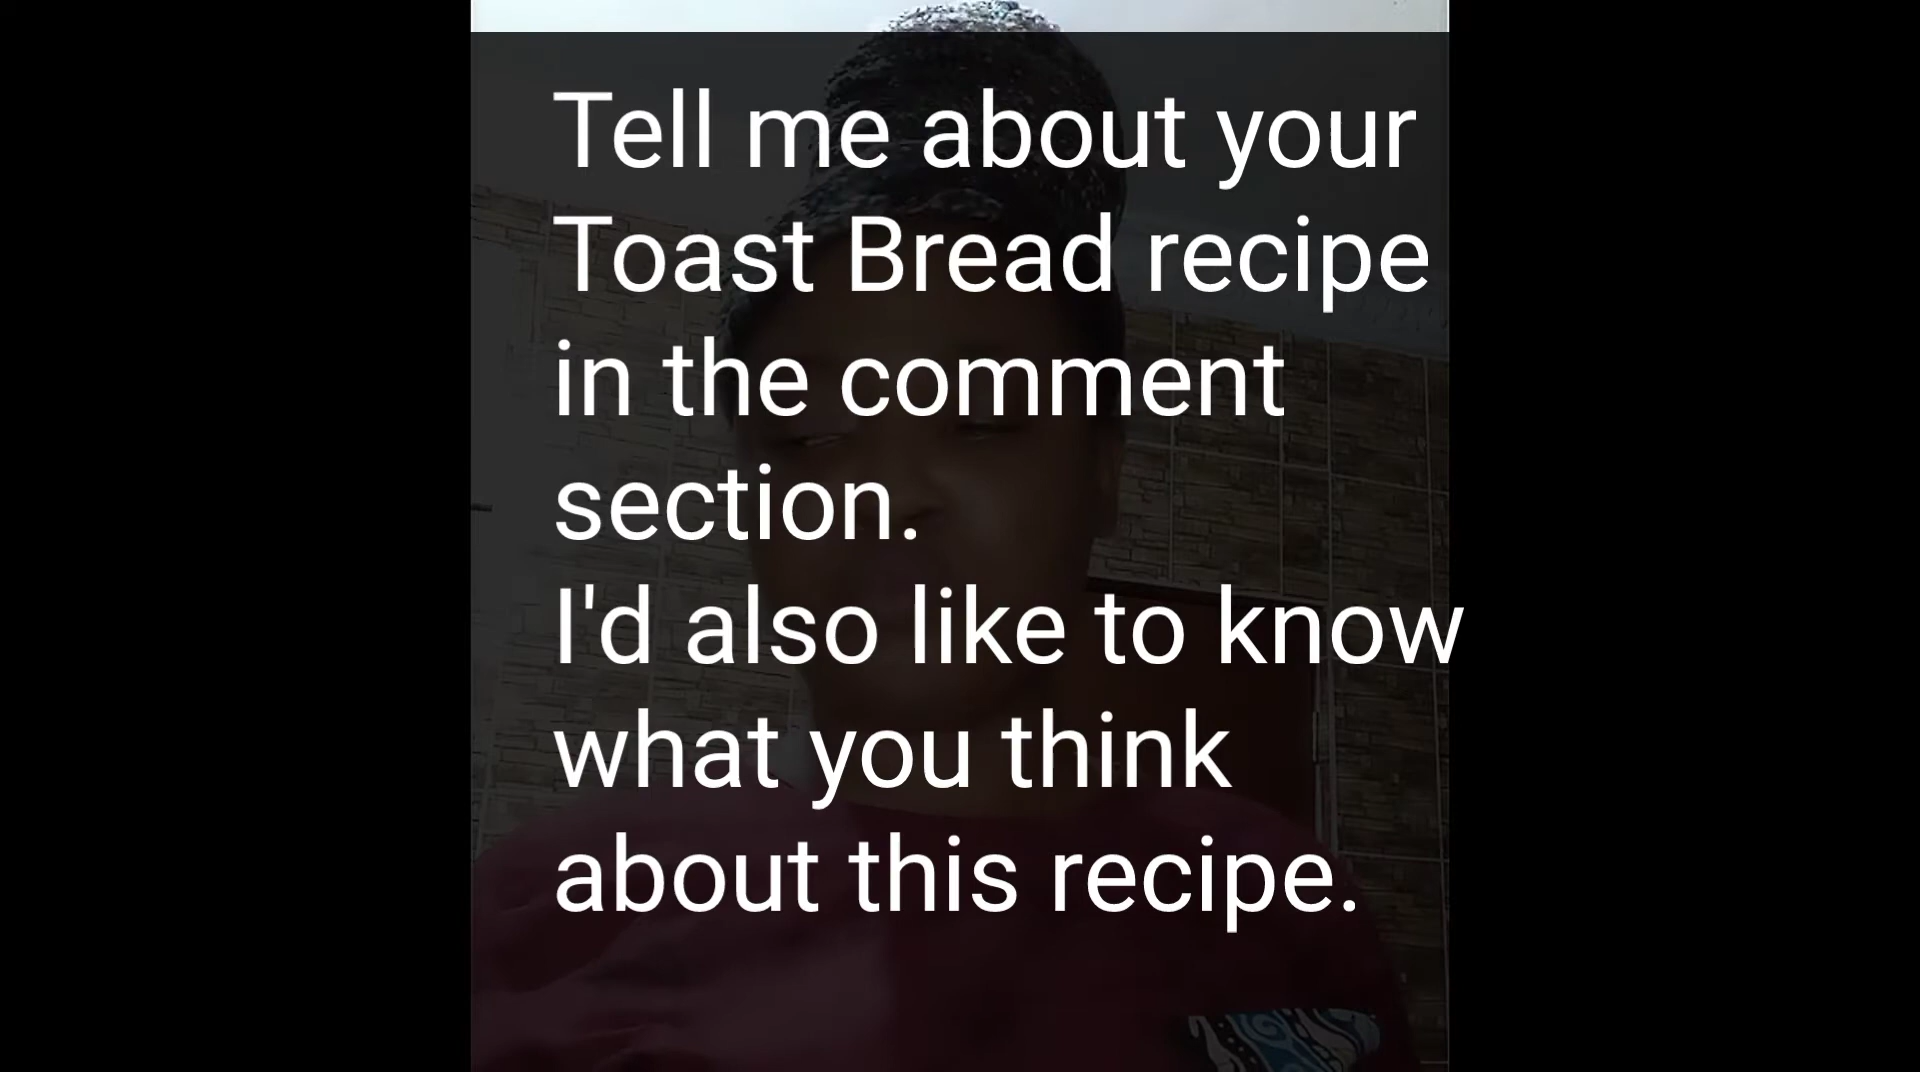 Tell me about your
Toast Bread recipe
in the comment
section.
I'd also like to know
what you think
about this recipe.